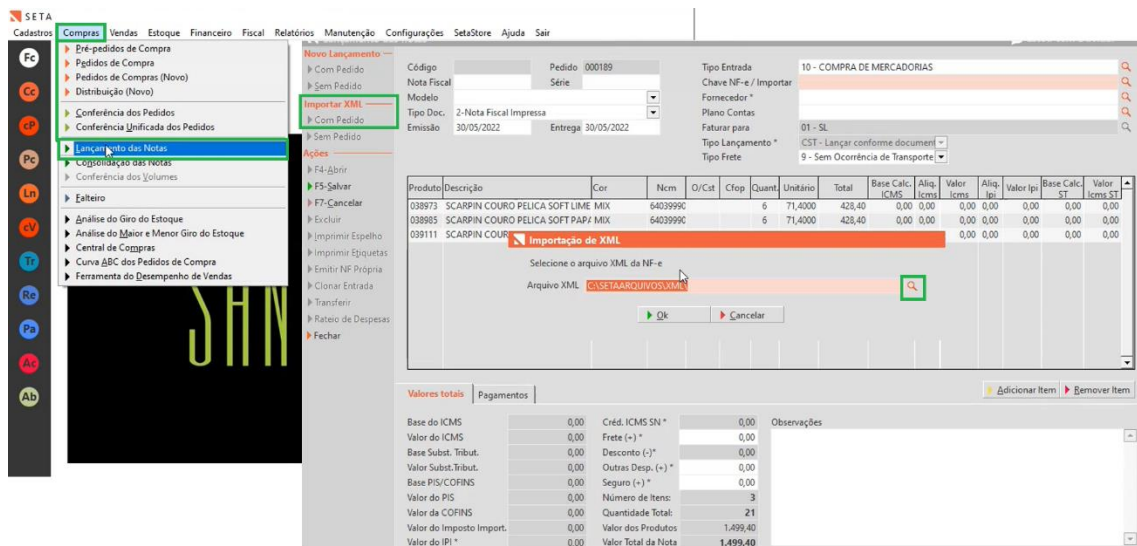 SETA
Cadastros Compras Vendas Estoque Financeiro Fiscal Relatórios Manutenção Configurações SetaStore Ajuda Sair
Pré-pedidos de Compra
Pedidos de Compra
Pedidos de Compras (Novo)
Distribuição (Novo)
Conferência dos Pedidos
Conferência Unificada dos Pedidos
Lançamento das Notas
Consolidação das Notas
Conferência dos Volumes
Falteiro
Análise do Giro do Estoque
Análise do Maior e Menor Giro do Estoque
Central de Compras
Curva ABC dos Pedidos de Compra
Ferramenta do Desempenho de Vendas
Fc
Cc
cP
Pc
Ln
cV
Tr
Re
Pa
Ac
Ab
SAN
Novo Lançamento
Com Pedido
Sem Pedido
Importar XML
Com Pedido
Sem Pedido
Ações
F4-Abrir
F5-Salvar
F7-Cancelar
Excluir
Imprimir Espelho
Imprimir Etiquetas
Emitir NF Própria
Clonar Entrada
Transferir
Rateio de Despesas
Fechar
Código Pedido 000189 Tipo Entrada 10 - COMPRA DE MERCADORIAS
Nota Fiscal Série Chave NF-e / Importar
Modelo Fornecedor *
Tipo Doc. 2-Nota Fiscal Impressa Plano Contas
Emissão 30/05/2022 Entrega 30/05/2022 Faturar para 01 - SL
Tipo Lançamento * CST - Lançar conforme document
Tipo Frete 9 - Sem Ocorrência de Transporte
Produto Descrição Cor Ncm O/Cst Cfop Quant. Unitário Total Base Calc. ICMS Aliq. Icms Valor Icms Aliq. Ipi Valor Ipi Base Calc. ST Valor Icms ST
038973 SCARPIN COURO PELICA SOFT LIME MIX 6403999C 6 71,4000 428,40 0,00 0,00 0,00 0,00 0,00 0,00 0,00
038985 SCARPIN COURO PELICA SOFT PAPA MIX 6403999C 6 71,4000 428,40 0,00 0,00 0,00 0,00 0,00 0,00 0,00
039111 SCARPIN COUR 0,00 0,00 0,00 0,00 0,00
Importação de XML
Selecione o arquivo XML da NF-e
Arquivo XML C:\SETAARQUIVOS\XML\
Ok Cancelar
Adicionar Item Remover Item
Valores totais Pagamentos
Base do ICMS 0,00 Créd. ICMS SN * 0,00 Observações
Valor do ICMS 0,00 Frete (+) * 0,00
Base Subst. Tribut. 0,00 Desconto (-)* 0,00
Valor Subst.Tribut. 0,00 Outras Desp. (+) * 0,00
Base PIS/COFINS 0,00 Seguro (+) * 0,00
Valor do PIS 0,00 Número de Itens: 3
Valor da COFINS 0,00 Quantidade Total: 21
Valor do Imposto Import. 0,00 Valor dos Produtos 1.499,40
Valor do IPI * 0,00 Valor Total da Nota 1.499,40